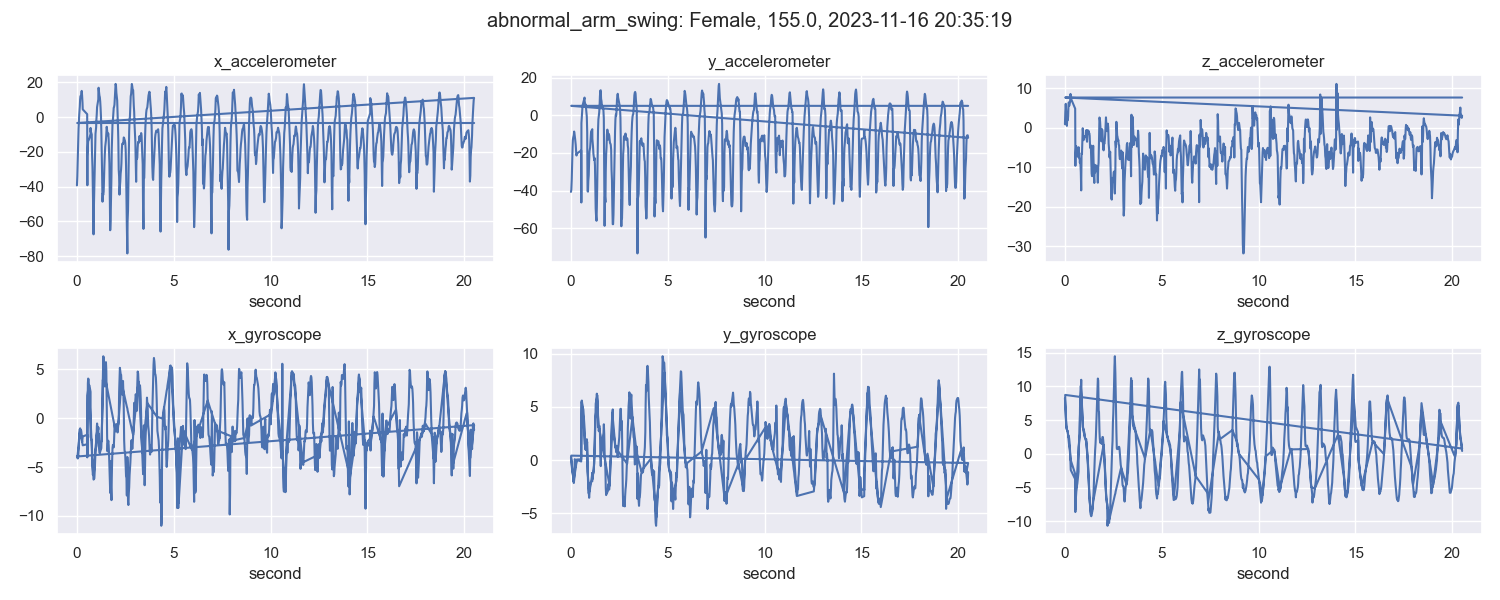 abnormal_arm_swing: Female, 155.0, 2023-11-16 20:35:19
x_accelerometer
20
0
−20
−40
−60
−80
0 5 10 15 20
second
y_accelerometer
20
0
−20
−40
−60
0 5 10 15 20
second
z_accelerometer
10
0
−10
−20
−30
0 5 10 15 20
second
x_gyroscope
5
0
−5
−10
0 5 10 15 20
second
y_gyroscope
10
5
0
−5
0 5 10 15 20
second
z_gyroscope
15
10
5
0
−5
−10
0 5 10 15 20
second